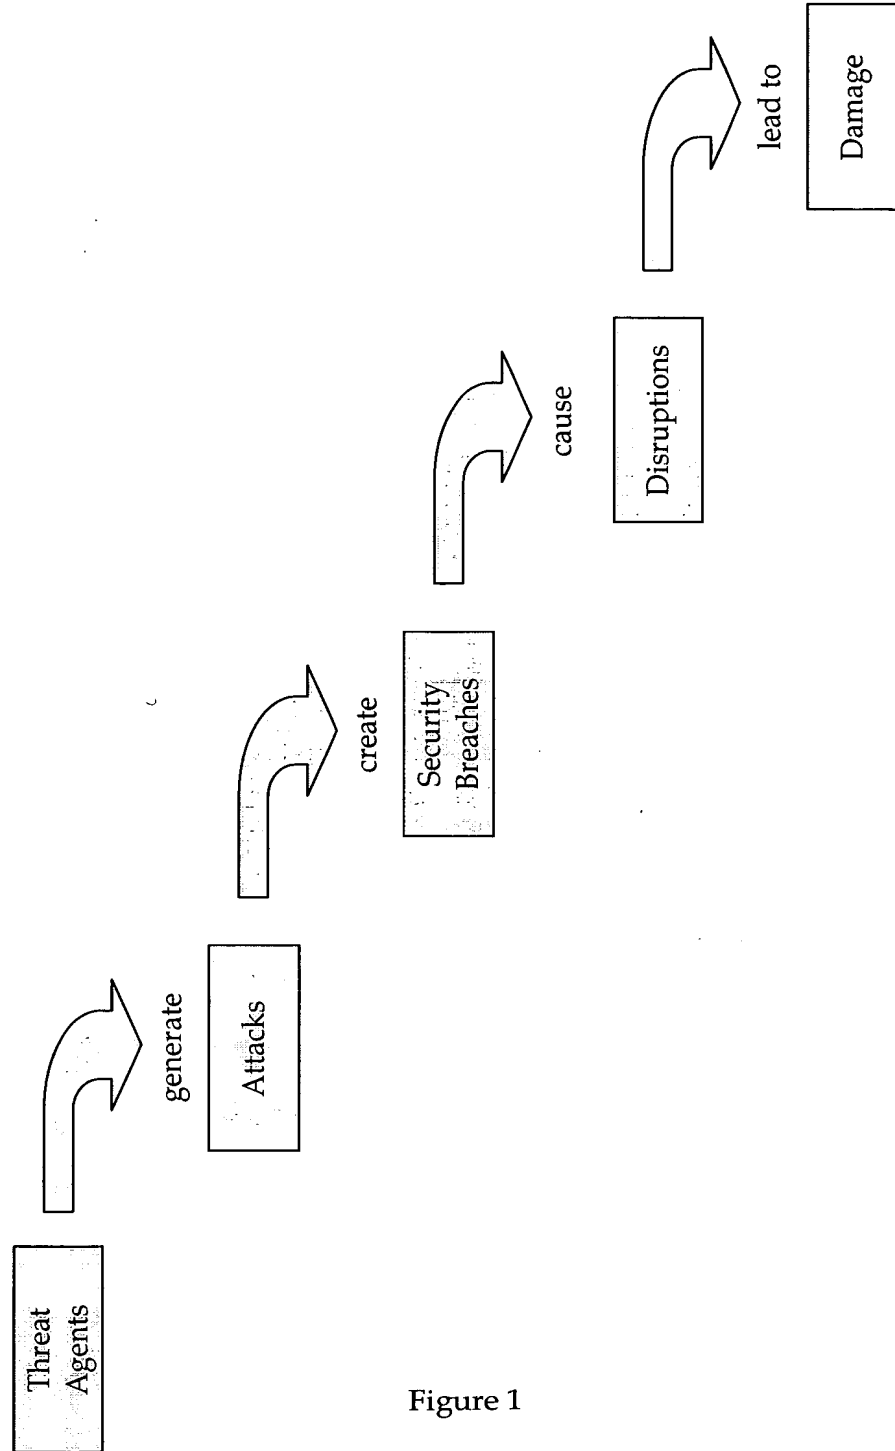 Threat
Agents
generate
Attacks
create
Security
Breaches
cause
Disruptions
lead to
Damage
Figure 1